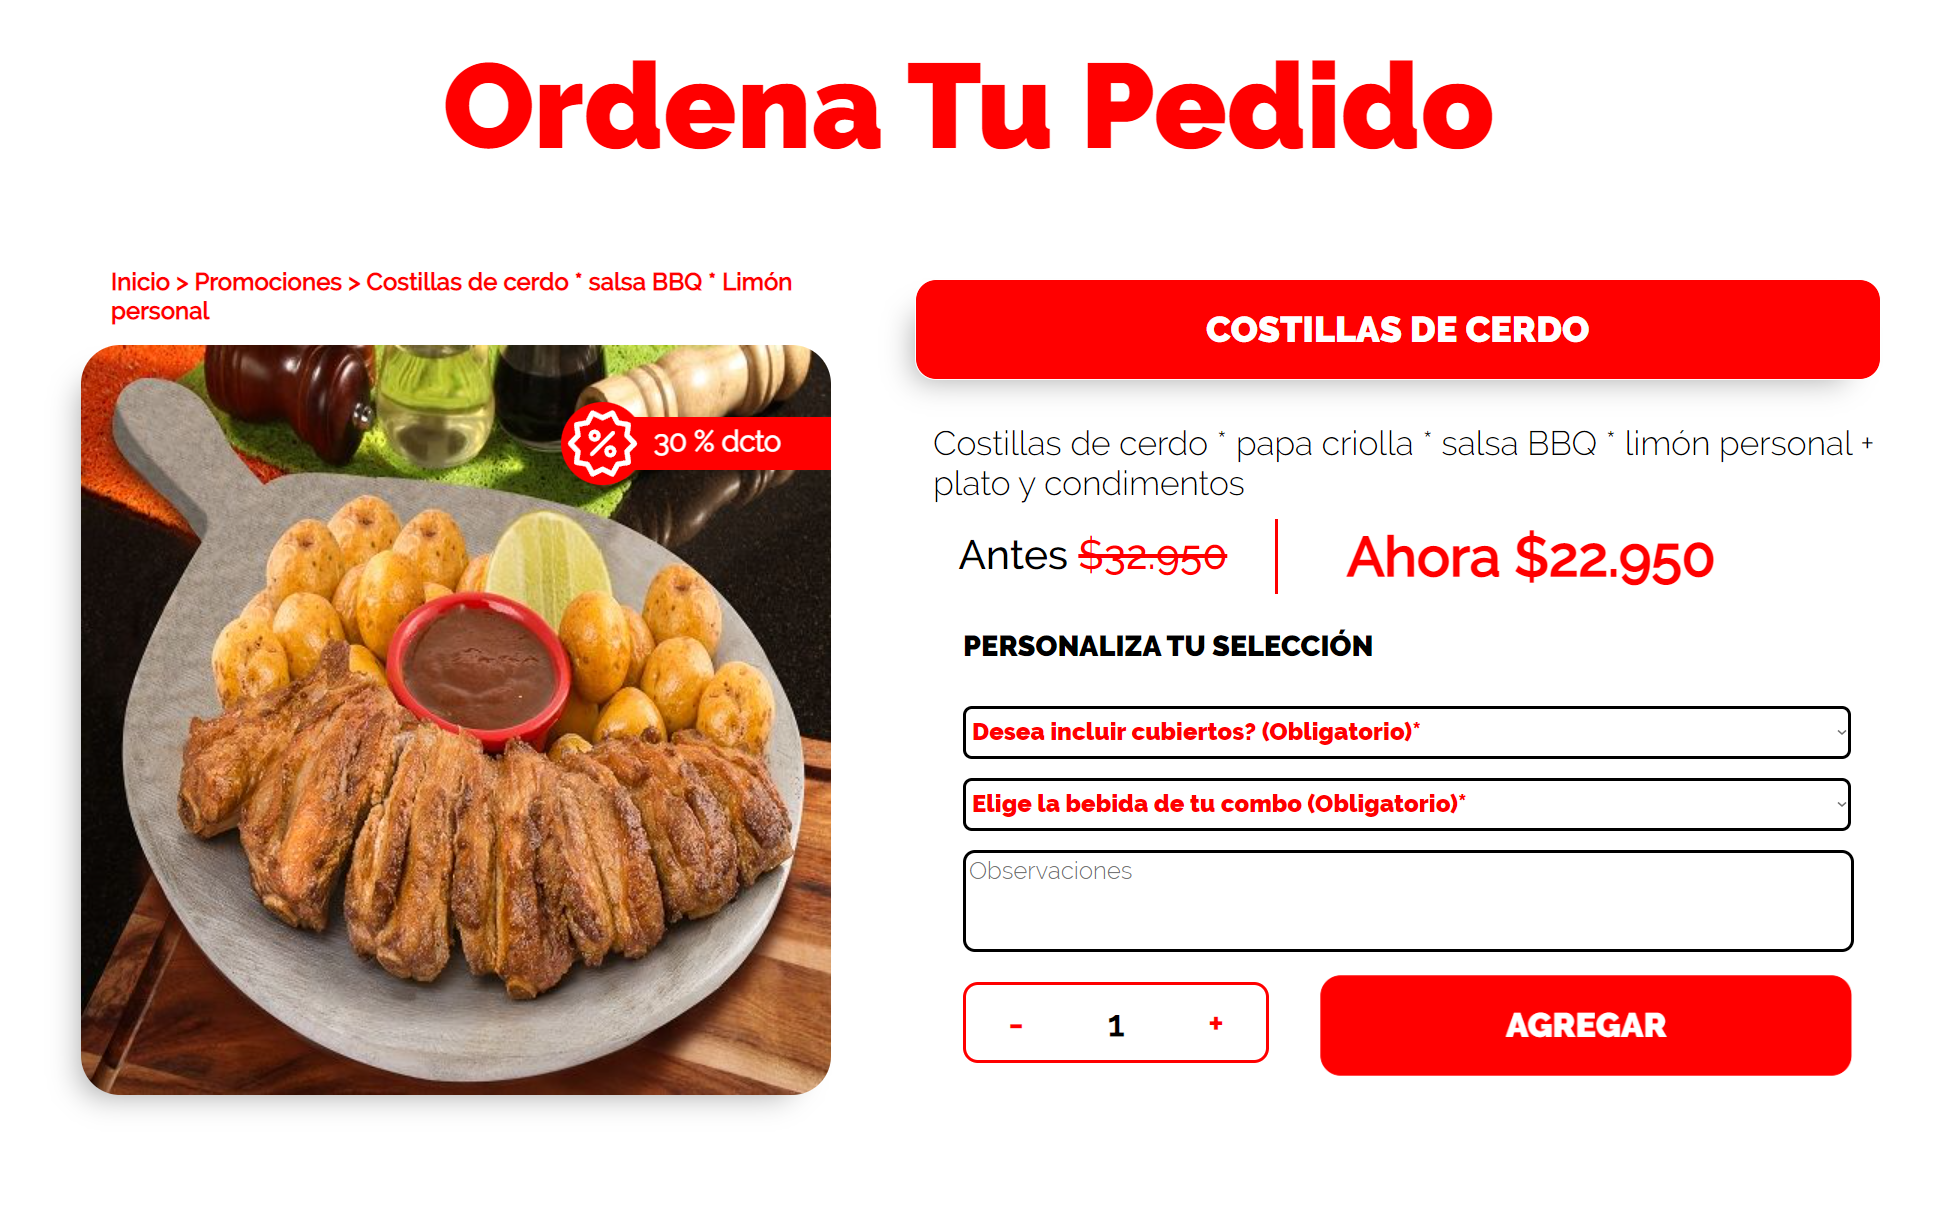 Ordena Tu Pedido
Inicio > Promociones > Costillas de cerdo * salsa BBQ * Limón
personal
30 % dcto
COSTILLAS DE CERDO
Costillas de cerdo * papa criolla * salsa BBQ * limón personal +
plato y condimentos
Antes $32.950
Ahora $22.950
PERSONALIZA TU SELECCIÓN
Desea incluir cubiertos? (Obligatorio)*
Elige la bebida de tu combo (Obligatorio)*
Observaciones
- 1 +
AGREGAR